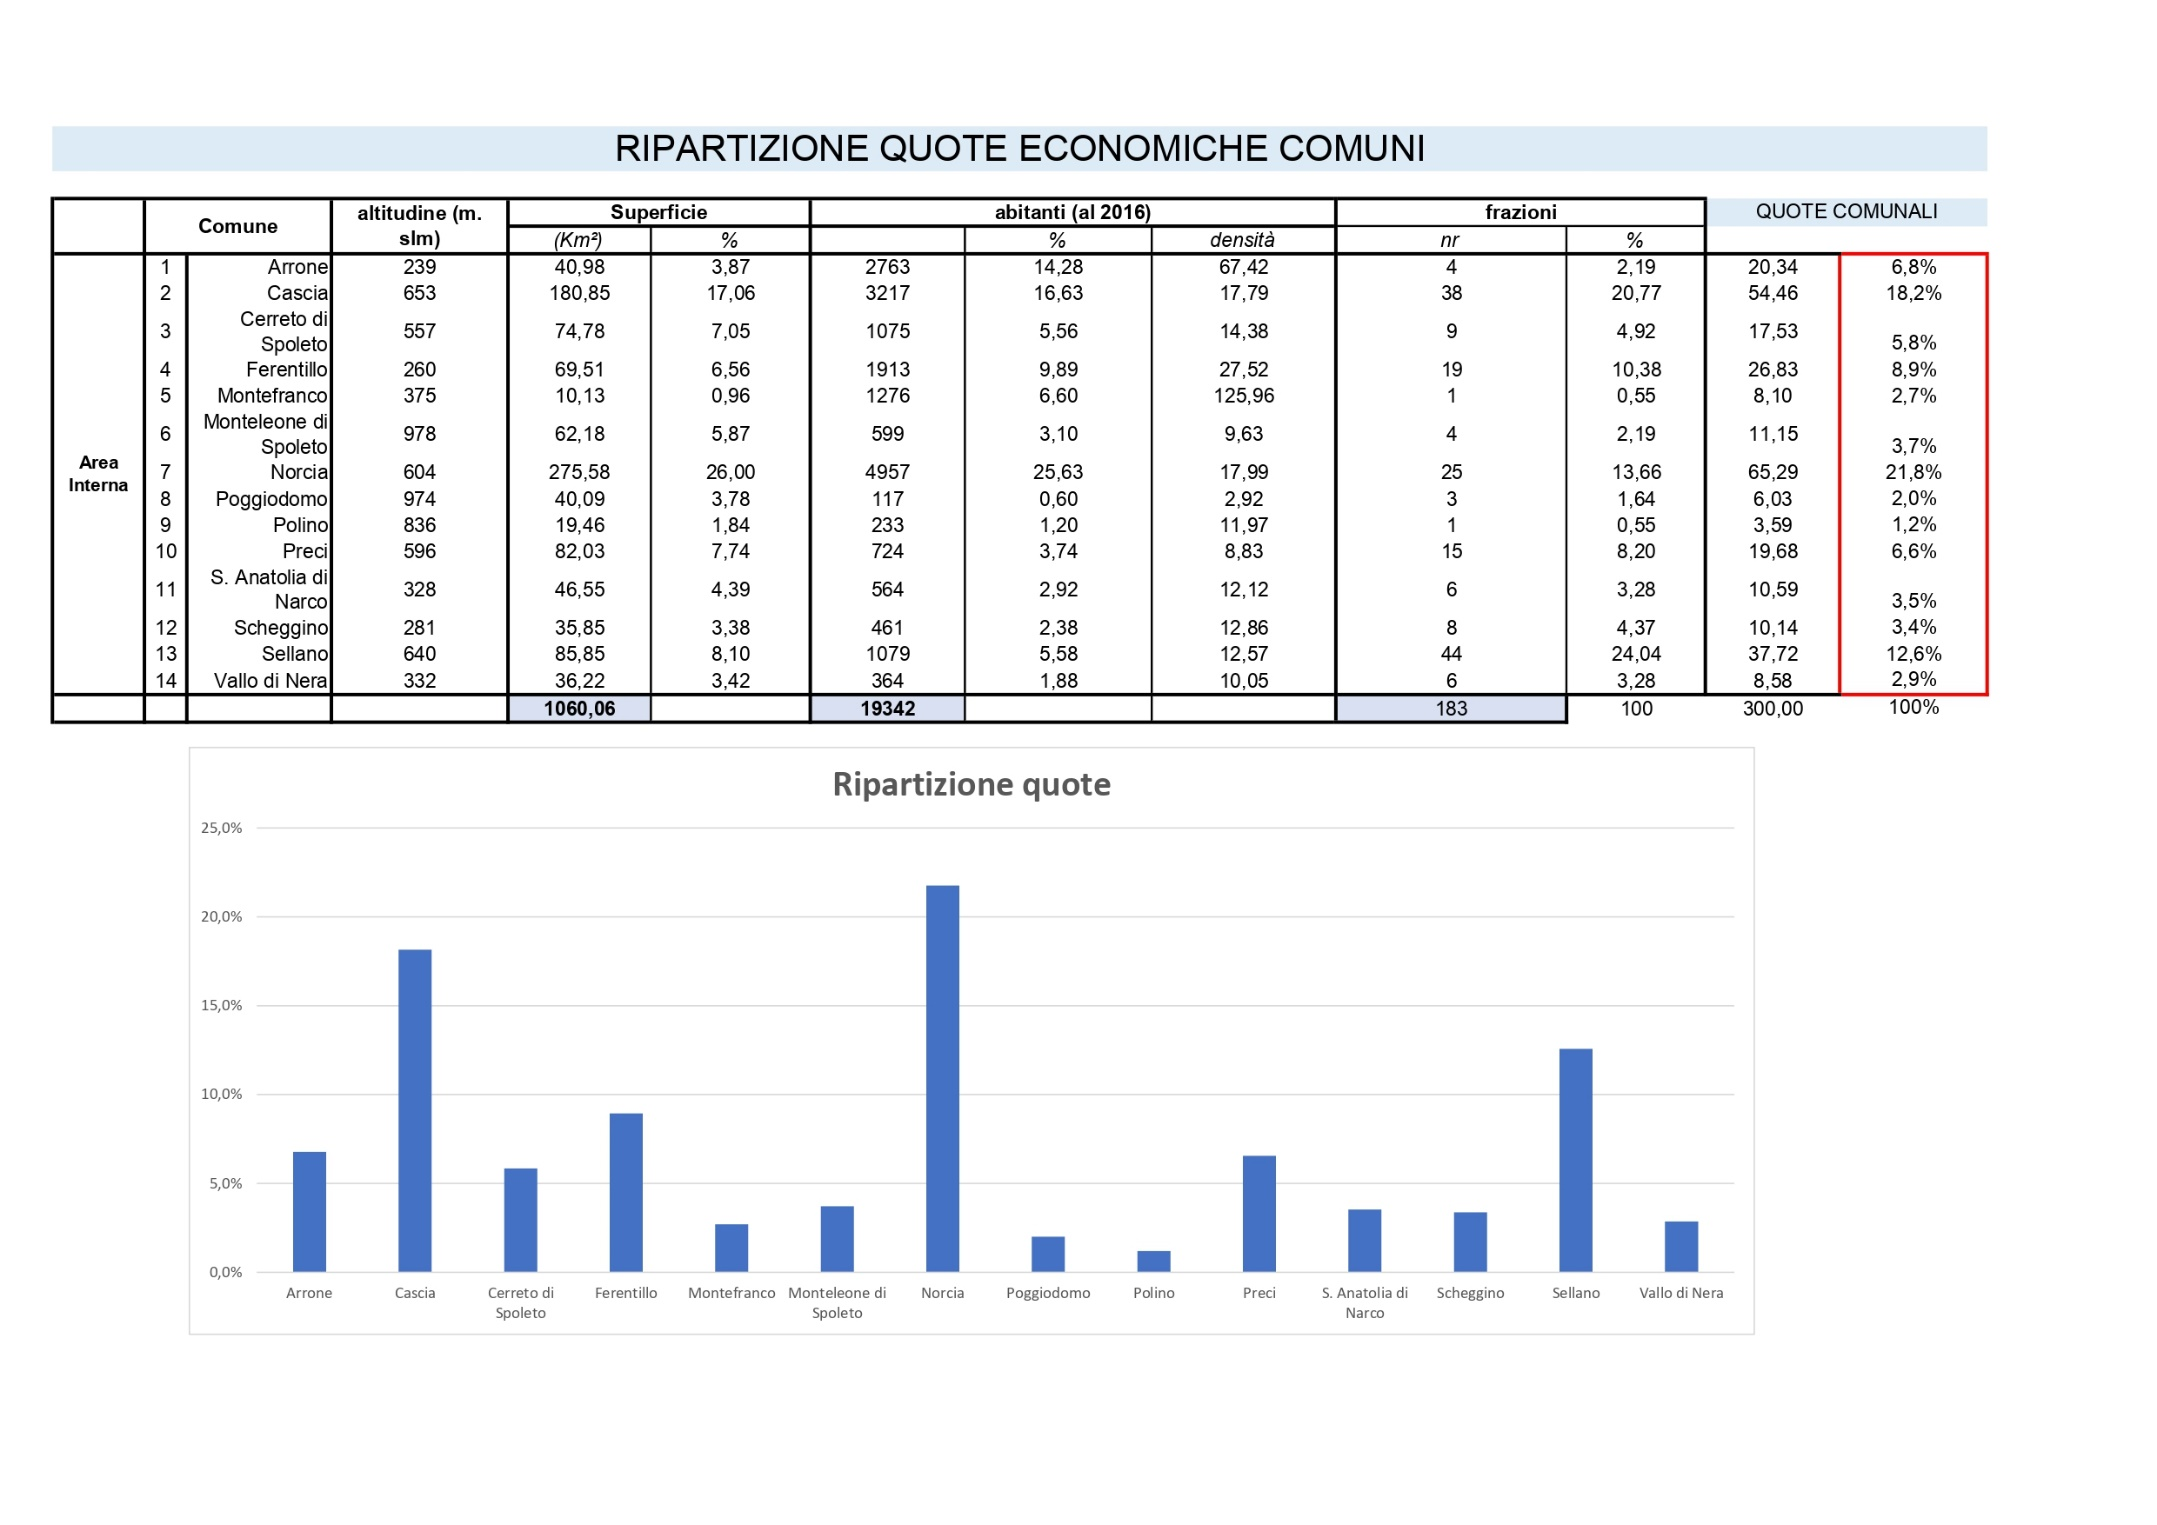 RIPARTIZIONE QUOTE ECONOMICHE COMUNI
Comune altitudine (m. slm) Superficie abitanti (al 2016) frazioni QUOTE COMUNALI
(Km²) % % densità nr %
Area Interna
1 Arrone 239 40,98 3,87 2763 14,28 67,42 4 2,19 20,34 6,8%
2 Cascia 653 180,85 17,06 3217 16,63 17,79 38 20,77 54,46 18,2%
3 Cerreto di Spoleto 557 74,78 7,05 1075 5,56 14,38 9 4,92 17,53 5,8%
4 Ferentillo 260 69,51 6,56 1913 9,89 27,52 19 10,38 26,83 8,9%
5 Montefranco 375 10,13 0,96 1276 6,60 125,96 1 0,55 8,10 2,7%
6 Monteleone di Spoleto 978 62,18 5,87 599 3,10 9,63 4 2,19 11,15 3,7%
7 Norcia 604 275,58 26,00 4957 25,63 17,99 25 13,66 65,29 21,8%
8 Poggiodomo 974 40,09 3,78 117 0,60 2,92 3 1,64 6,03 2,0%
9 Polino 836 19,46 1,84 233 1,20 11,97 1 0,55 3,59 1,2%
10 Preci 596 82,03 7,74 724 3,74 8,83 15 8,20 19,68 6,6%
11 S. Anatolia di Narco 328 46,55 4,39 564 2,92 12,12 6 3,28 10,59 3,5%
12 Scheggino 281 35,85 3,38 461 2,38 12,86 8 4,37 10,14 3,4%
13 Sellano 640 85,85 8,10 1079 5,58 12,57 44 24,04 37,72 12,6%
14 Vallo di Nera 332 36,22 3,42 364 1,88 10,05 6 3,28 8,58 2,9%
1060,06 19342 183 100 300,00 100%
Ripartizione quote
25,0%
20,0%
15,0%
10,0%
5,0%
0,0%
Arrone Cascia Cerreto di Spoleto Ferentillo Montefranco Monteleone di Spoleto Norcia Poggiodomo Polino Preci S. Anatolia di Narco Scheggino Sellano Vallo di Nera